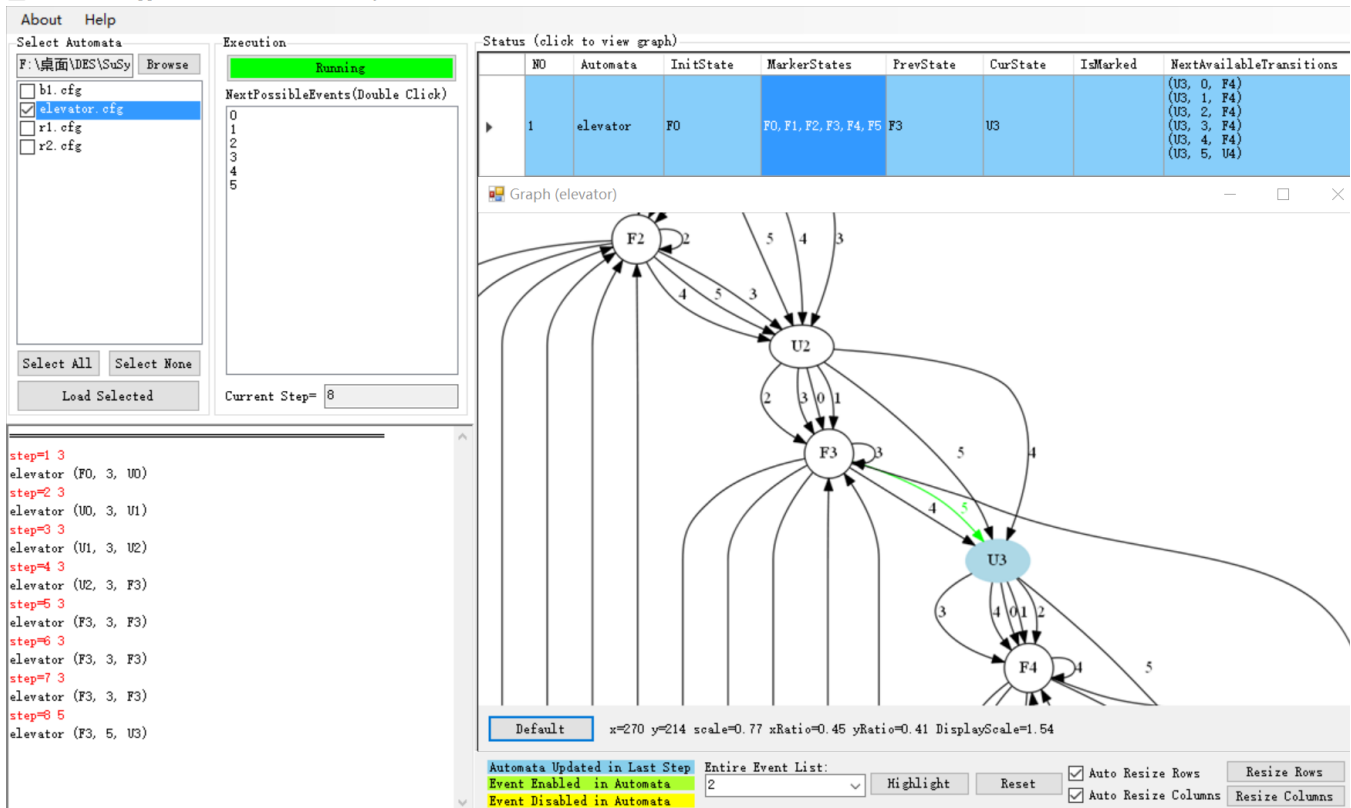 About Help
Select Automata
F:\桌面\DES\SuSy Browse
b1.cfg
elevator.cfg
r1.cfg
r2.cfg
Select All Select None
Load Selected
Execution
Running
NextPossibleEvents(Double Click)
0
1
2
3
4
5
Current Step= 8
step=1 3
elevator (F0, 3, U0)
step=2 3
elevator (U0, 3, U1)
step=3 3
elevator (U1, 3, U2)
step=4 3
elevator (U2, 3, F3)
step=5 3
elevator (F3, 3, F3)
step=6 3
elevator (F3, 3, F3)
step=7 3
elevator (F3, 3, F3)
step=8 5
elevator (F3, 5, U3)
Status (click to view graph)
NO Automata InitState MarkerStates PrevState CurState IsMarked NextAvailableTransitions
1 elevator F0 F0,F1,F2,F3,F4,F5 F3 U3
(U3, 0, F4)
(U3, 1, F4)
(U3, 2, F4)
(U3, 3, F4)
(U3, 4, F4)
(U3, 5, U4)
Graph (elevator)
F2 2 5 4 3
4 5 3
U2
2 3 0 1
F3 3 5 4
4 5
U3
3 4 0 1 2
F4 4 5
Default x=270 y=214 scale=0.77 xRatio=0.45 yRatio=0.41 DisplayScale=1.54
Automata Updated in Last Step
Event Enabled in Automata
Event Disabled in Automata
Entire Event List:
2 Highlight Reset
Auto Resize Rows Resize Rows
Auto Resize Columns Resize Columns